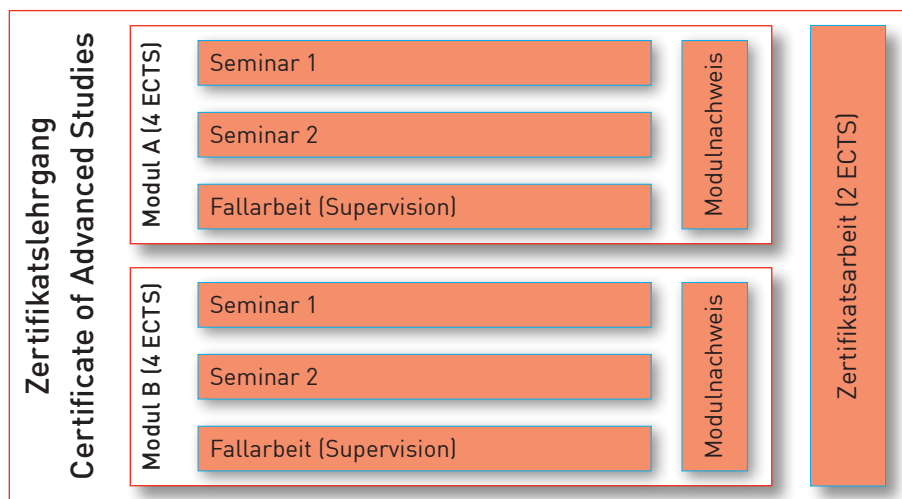 Zertifikatslehrgang
Certificate of Advanced Studies
Modul A (4 ECTS)
Seminar 1
Seminar 2
Fallarbeit (Supervision)
Modulnachweis
Modul B (4 ECTS)
Seminar 1
Seminar 2
Fallarbeit (Supervision)
Modulnachweis
Zertifikatsarbeit (2 ECTS)